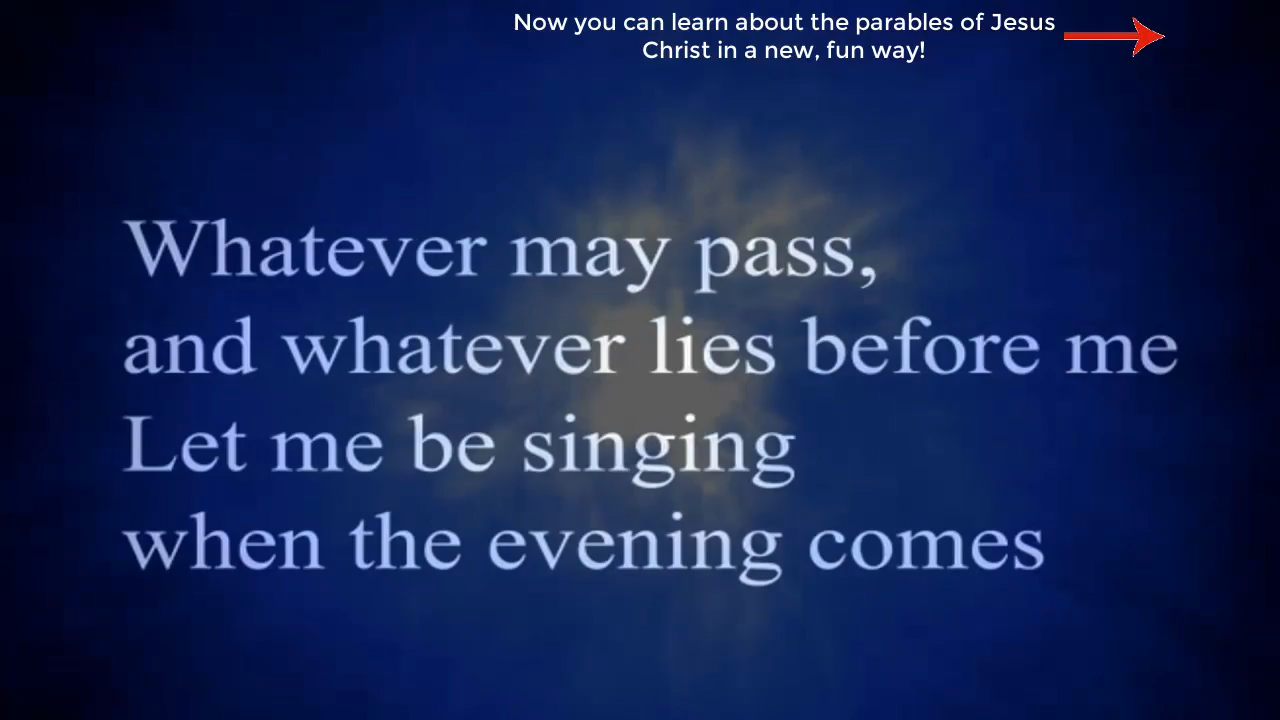 Now you can learn about the parables of Jesus
Christ in a new, fun way!
Whatever may pass,
and whatever lies before me
Let me be singing
when the evening comes